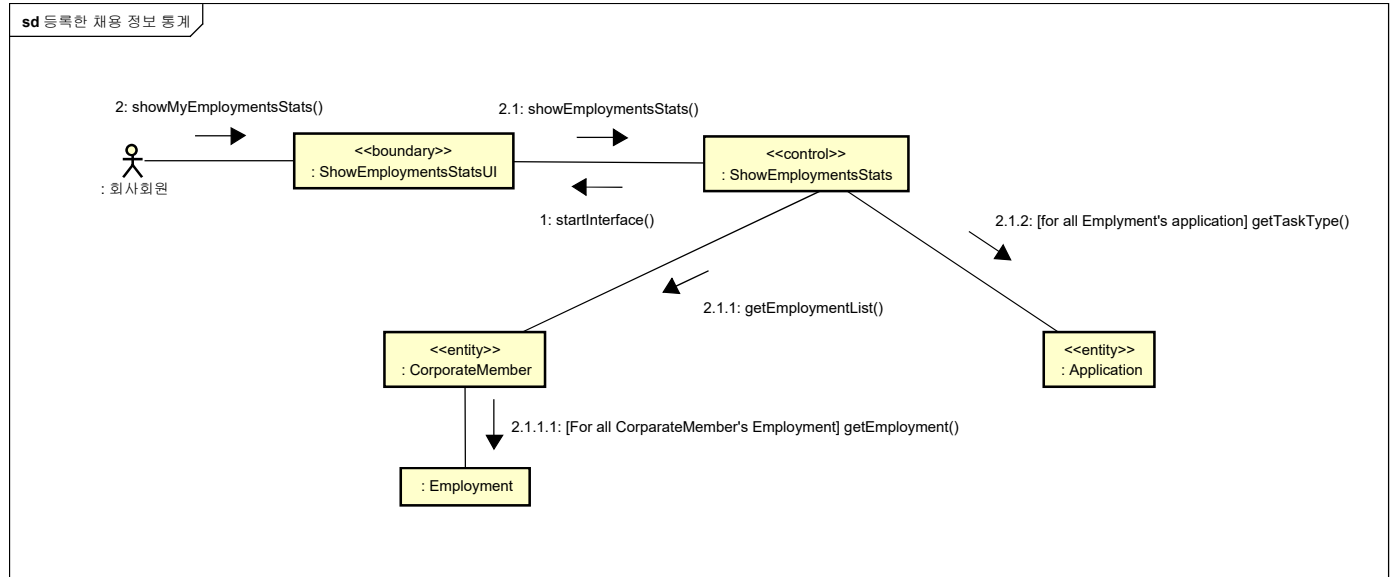 sd 등록한 채용 정보 통계
2: showMyEmploymentsStats()
2.1: showEmploymentsStats()
<<boundary>>
: ShowEmploymentsStatsUI
<<control>>
: ShowEmploymentsStats
: 회사회원
1: startInterface()
2.1.2: [for all Emplyment's application] getTaskType()
2.1.1: getEmploymentList()
<<entity>>
: CorporateMember
<<entity>>
: Application
2.1.1.1: [For all CorparateMember's Employment] getEmployment()
: Employment